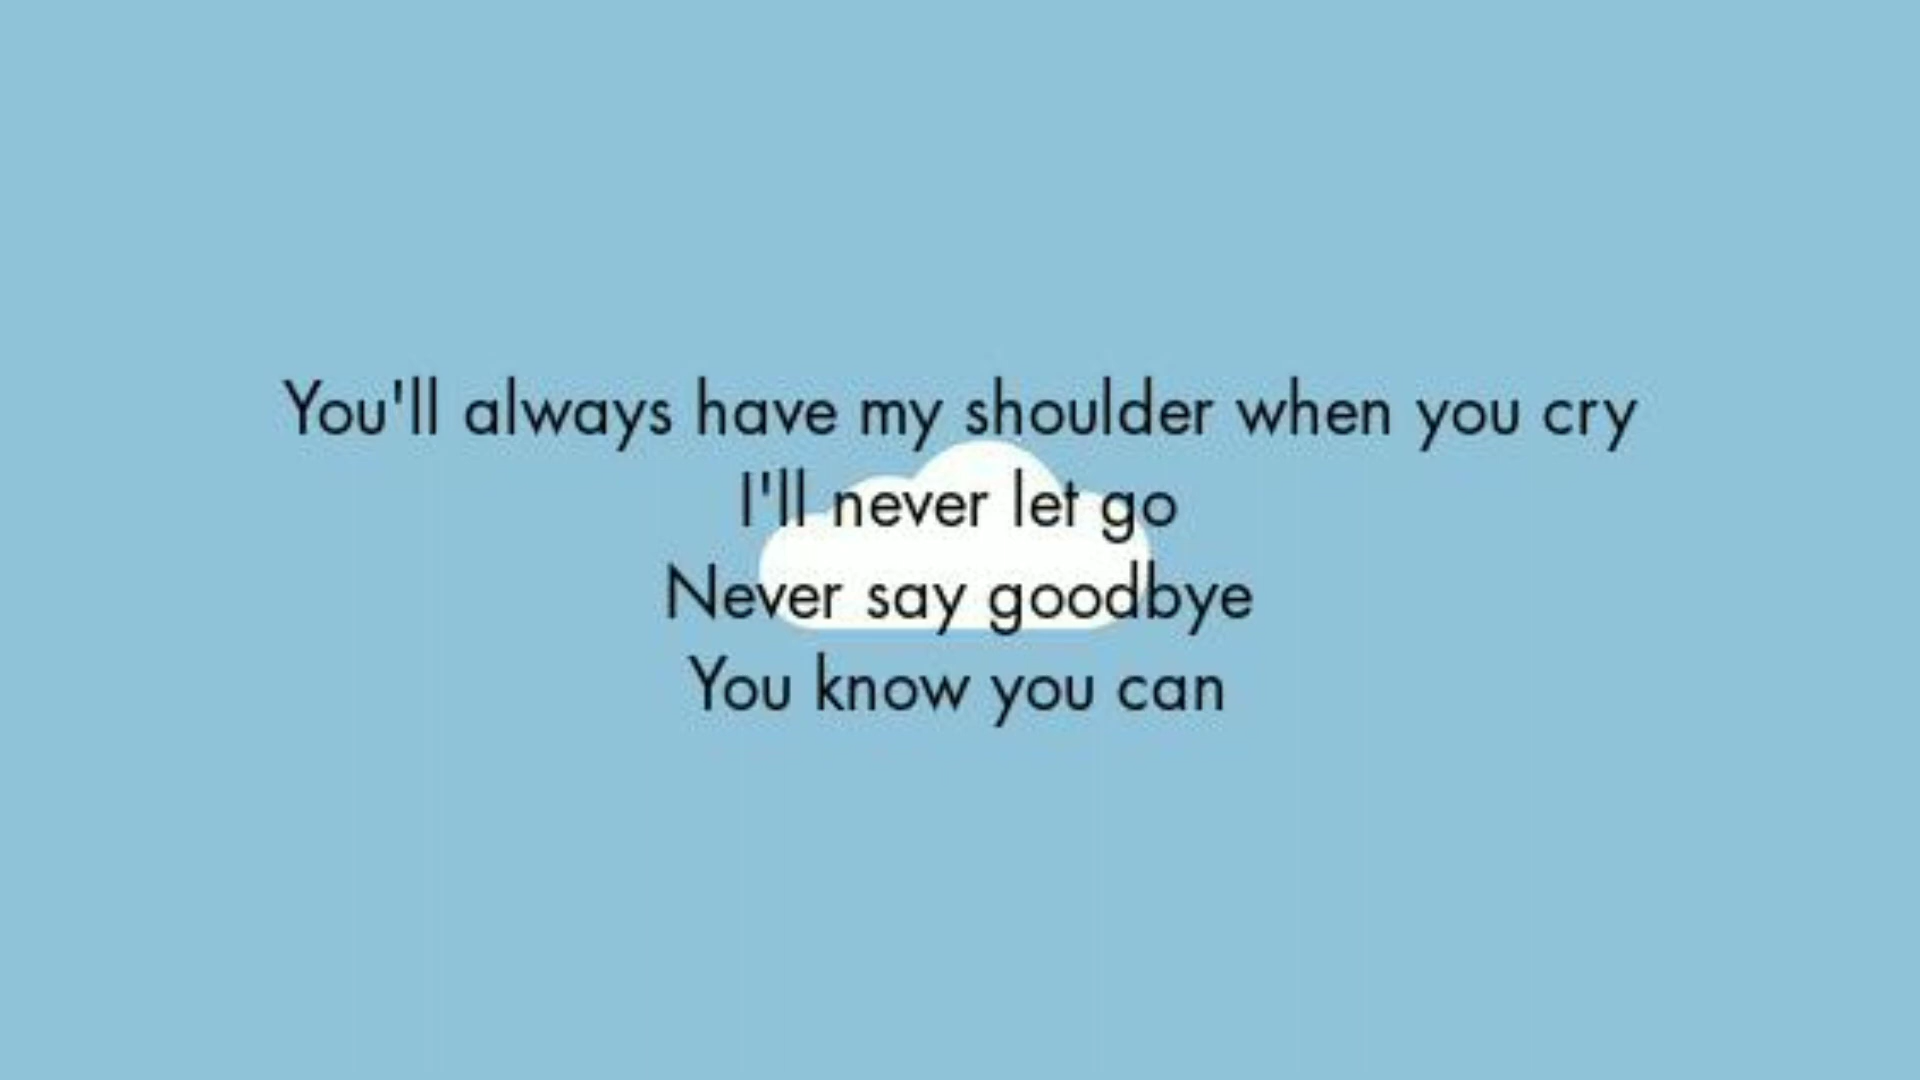 You'll always have my shoulder when you cry
I'll never let go
Never say goodbye
You know you can